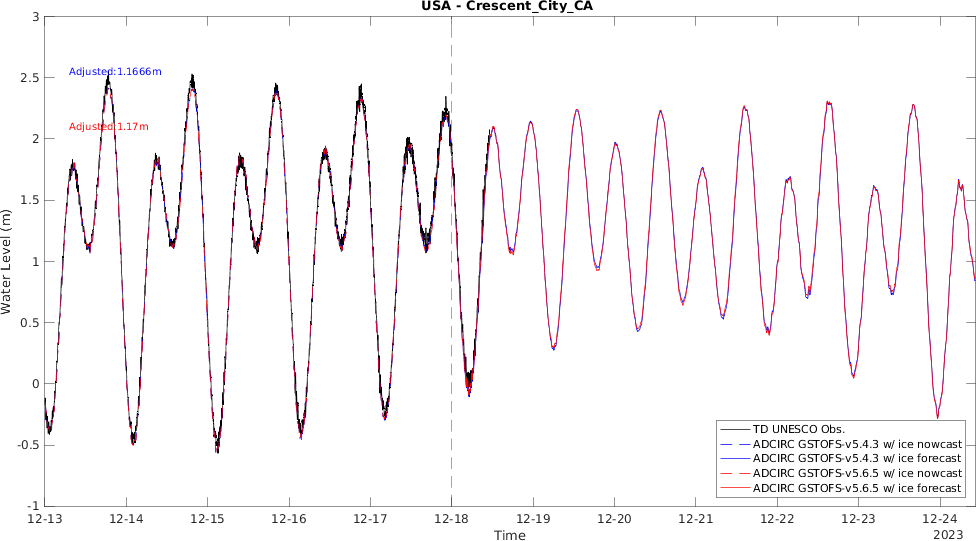 USA - Crescent_City_CA
3
2.5
2
1.5
1
0.5
0
-0.5
-1
Water Level (m)
Adjusted:1.1666m
Adjusted:1.17m
TD UNESCO Obs.
ADCIRC GSTOFS-v5.4.3 w/ ice nowcast
ADCIRC GSTOFS-v5.4.3 w/ ice forecast
ADCIRC GSTOFS-v5.6.5 w/ ice nowcast
ADCIRC GSTOFS-v5.6.5 w/ ice forecast
12-13 12-14 12-15 12-16 12-17 12-18 12-19 12-20 12-21 12-22 12-23 12-24
Time
2023